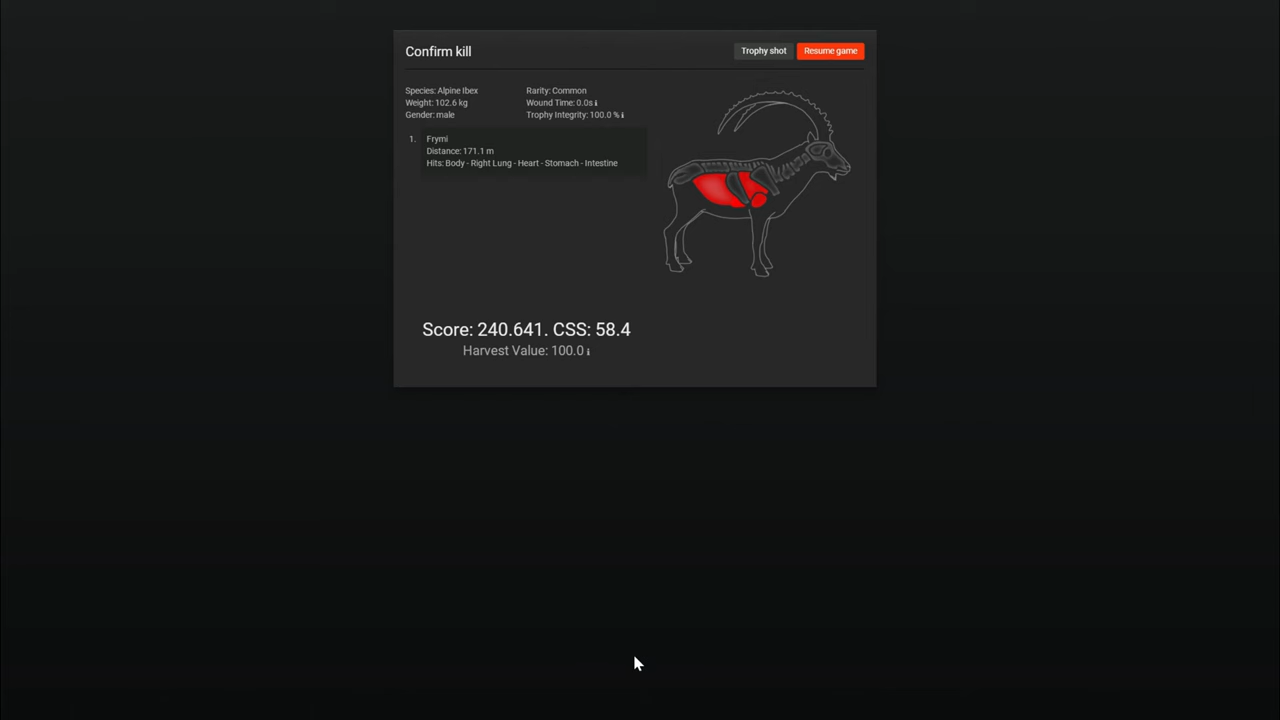 Confirm kill
Trophy shot
Resume game
Species: Alpine Ibex
Weight: 102.6 kg
Gender: male
Rarity: Common
Wound Time: 0.0s
Trophy Integrity: 100.0 %
1. Frymi
Distance: 171.1 m
Hits: Body - Right Lung - Heart - Stomach - Intestine
Score: 240.641. CSS: 58.4
Harvest Value: 100.0